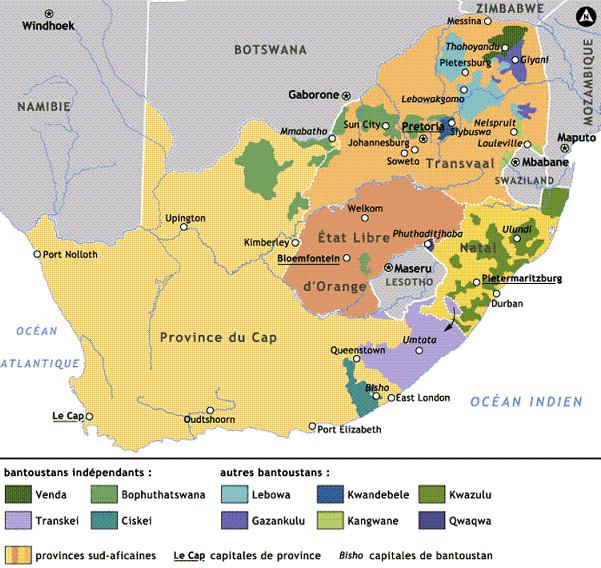 ZIMBABWE
Windhoek
Messina
N
BOTSWANA
Thohoyandu
Giyani
Pietersburg
MOZAMBIQUE
Gaborone
Lebowakgomo
NAMIBIE
Mmabatho
Sun City
Pretoria
Siybuswa
Nelspruit
Maputo
Johannesburg
Louleville
Soweto
Transvaal
Mbabane
SWAZILAND
Welkom
Upington
Phuthaditjhaba
Ulundi
Kimberley
État Libre
Natal
Port Nolloth
Bloemfontein
Maseru
Pietermaritzburg
LESOTHO
d'Orange
Durban
OCÉAN
ATLANTIQUE
Province du Cap
Umtata
Queenstown
Bisho
East London
OCÉAN INDIEN
Le Cap
Oudtshoorn
Port Elizabeth
bantoustans indépendants : autres bantoustans :
Venda Bophuthatswana Lebowa Kwandebele Kwazulu
Transkei Ciskei Gazankulu Kangwane Qwaqwa
provinces sud-aficaines Le Cap capitales de province Bisho capitales de bantoustan